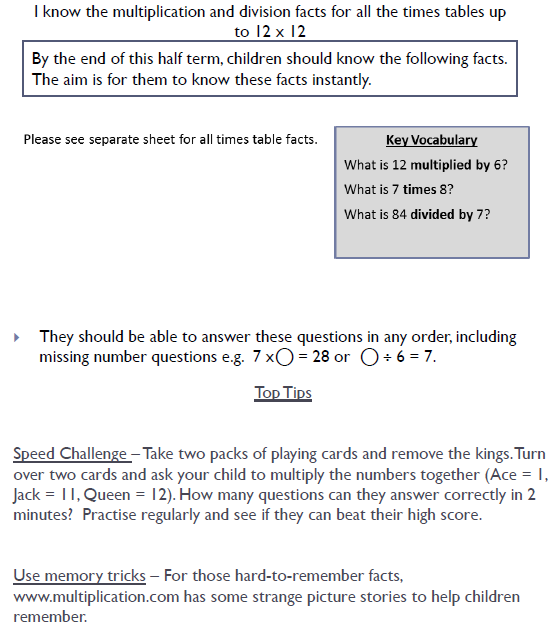 I know the multiplication and division facts for all the times tables up
to 12 x 12
By the end of this half term, children should know the following facts.
The aim is for them to know these facts instantly.
Please see separate sheet for all times table facts.
Key Vocabulary
What is 12 multiplied by 6?
What is 7 times 8?
What is 84 divided by 7?
They should be able to answer these questions in any order, including
missing number questions e.g. 7 x◯ = 28 or ◯ ÷ 6 = 7.
Top Tips
Speed Challenge – Take two packs of playing cards and remove the kings. Turn
over two cards and ask your child to multiply the numbers together (Ace = 1,
Jack = 11, Queen = 12). How many questions can they answer correctly in 2
minutes? Practise regularly and see if they can beat their high score.
Use memory tricks – For those hard-to-remember facts,
www.multiplication.com has some strange picture stories to help children
remember.